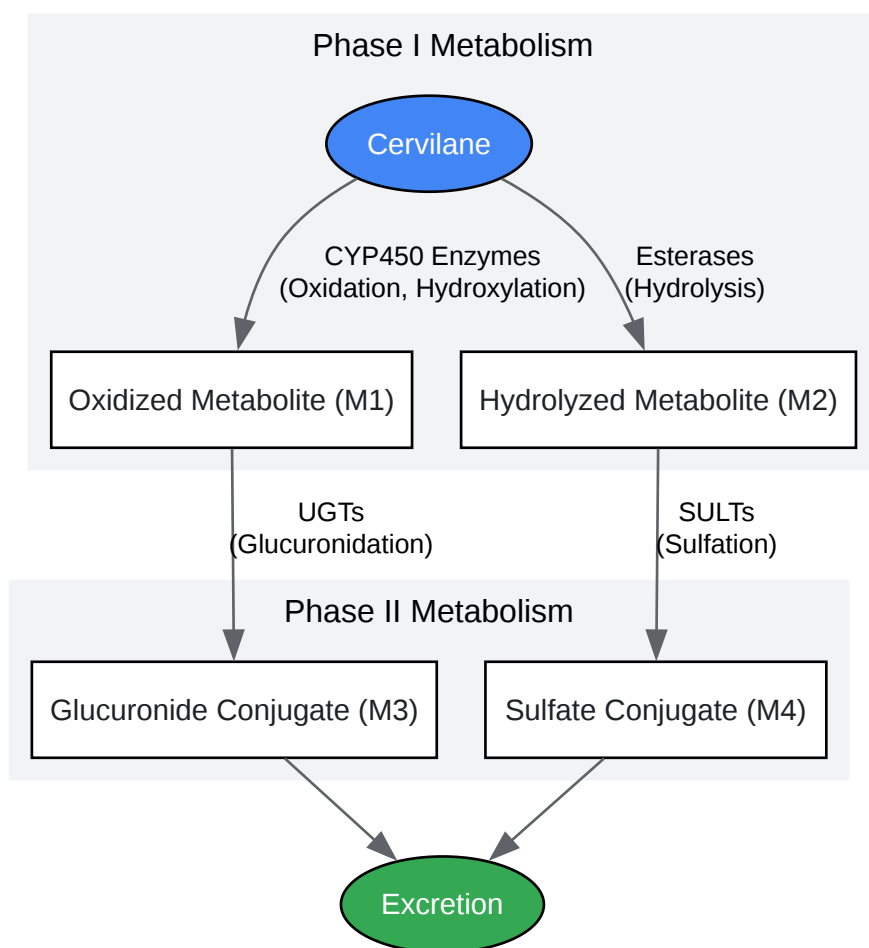 Phase I Metabolism
Cervilane
CYP450 Enzymes
(Oxidation, Hydroxylation)
Esterases
(Hydrolysis)
Oxidized Metabolite (M1)
Hydrolyzed Metabolite (M2)
UGTs
(Glucuronidation)
SULTs
(Sulfation)
Phase II Metabolism
Glucuronide Conjugate (M3)
Sulfate Conjugate (M4)
Excretion